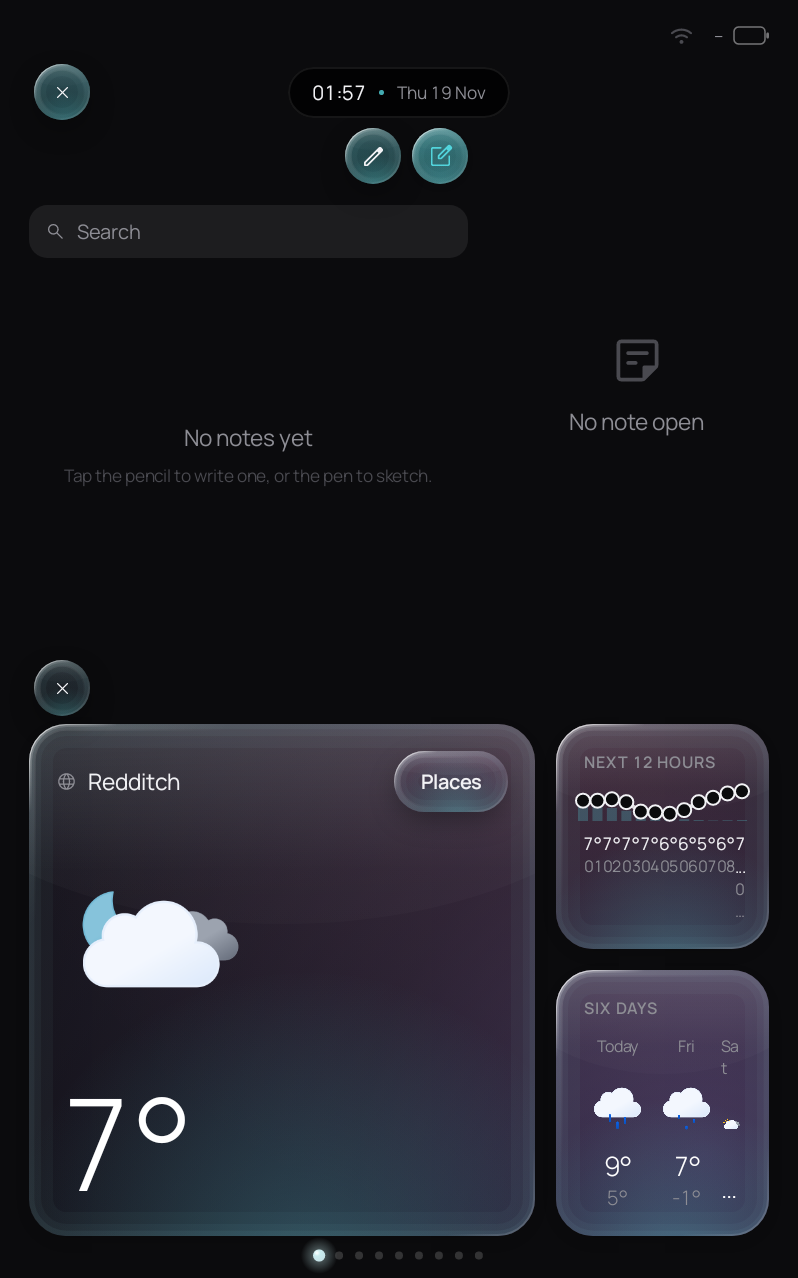 –
01:57 • Thu 19 Nov
Search
No note open
No notes yet
Tap the pencil to write one, or the pen to sketch.
Redditch
Places
7°
NEXT 12 HOURS
7°7°7°7°6°6°5°6°7
0102030405060708...
0
...
SIX DAYS
Today Fri Sa
t
9° 7°
5° -1° ...